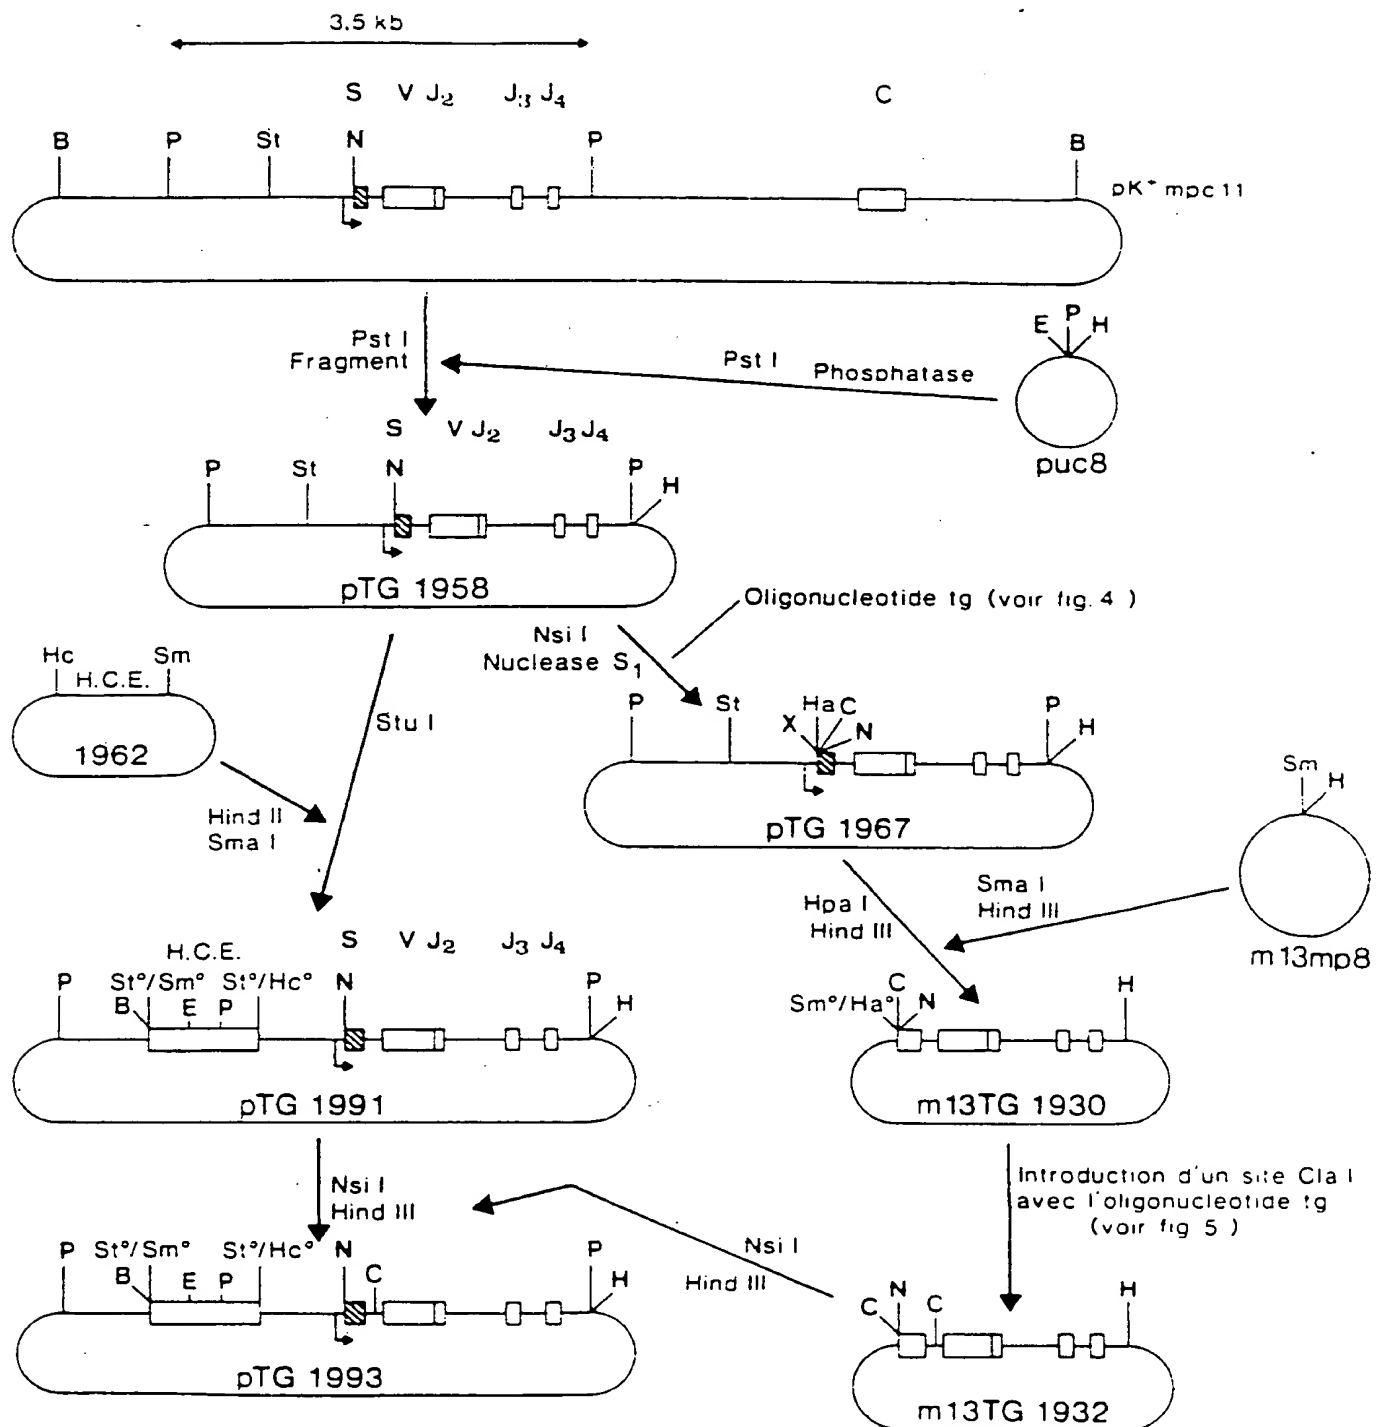 3.5 kb
S V J₂ J₃ J₄ C
B P St N P B
pK⁺ mpc 11
E P H
Pst I
Fragment
Pst I Phosphatase
puc8
S V J₂ J₃ J₄
P St N P H
pTG 1958
Oligonucleotide tg (voir fig. 4 )
Nsi I
Nuclease S₁
Hc H.C.E. Sm
1962
Stu I
Hind II
Sma I
P St X Ha C N P H
pTG 1967
Sm H
m13mp8
Hpa I
Hind III
Sma I
Hind III
S V J₂ J₃ J₄
H.C.E.
P St°/Sm° St°/Hc° N P H
B E P
pTG 1991
Sm°/Ha° C N H
m13TG 1930
Nsi I
Hind III
Introduction d'un site Cla I
avec l'oligonucleotide tg
(voir fig 5 )
Nsi I
Hind III
P St°/Sm° St°/Hc° N P H
B E P C
pTG 1993
C N C H
m13TG 1932